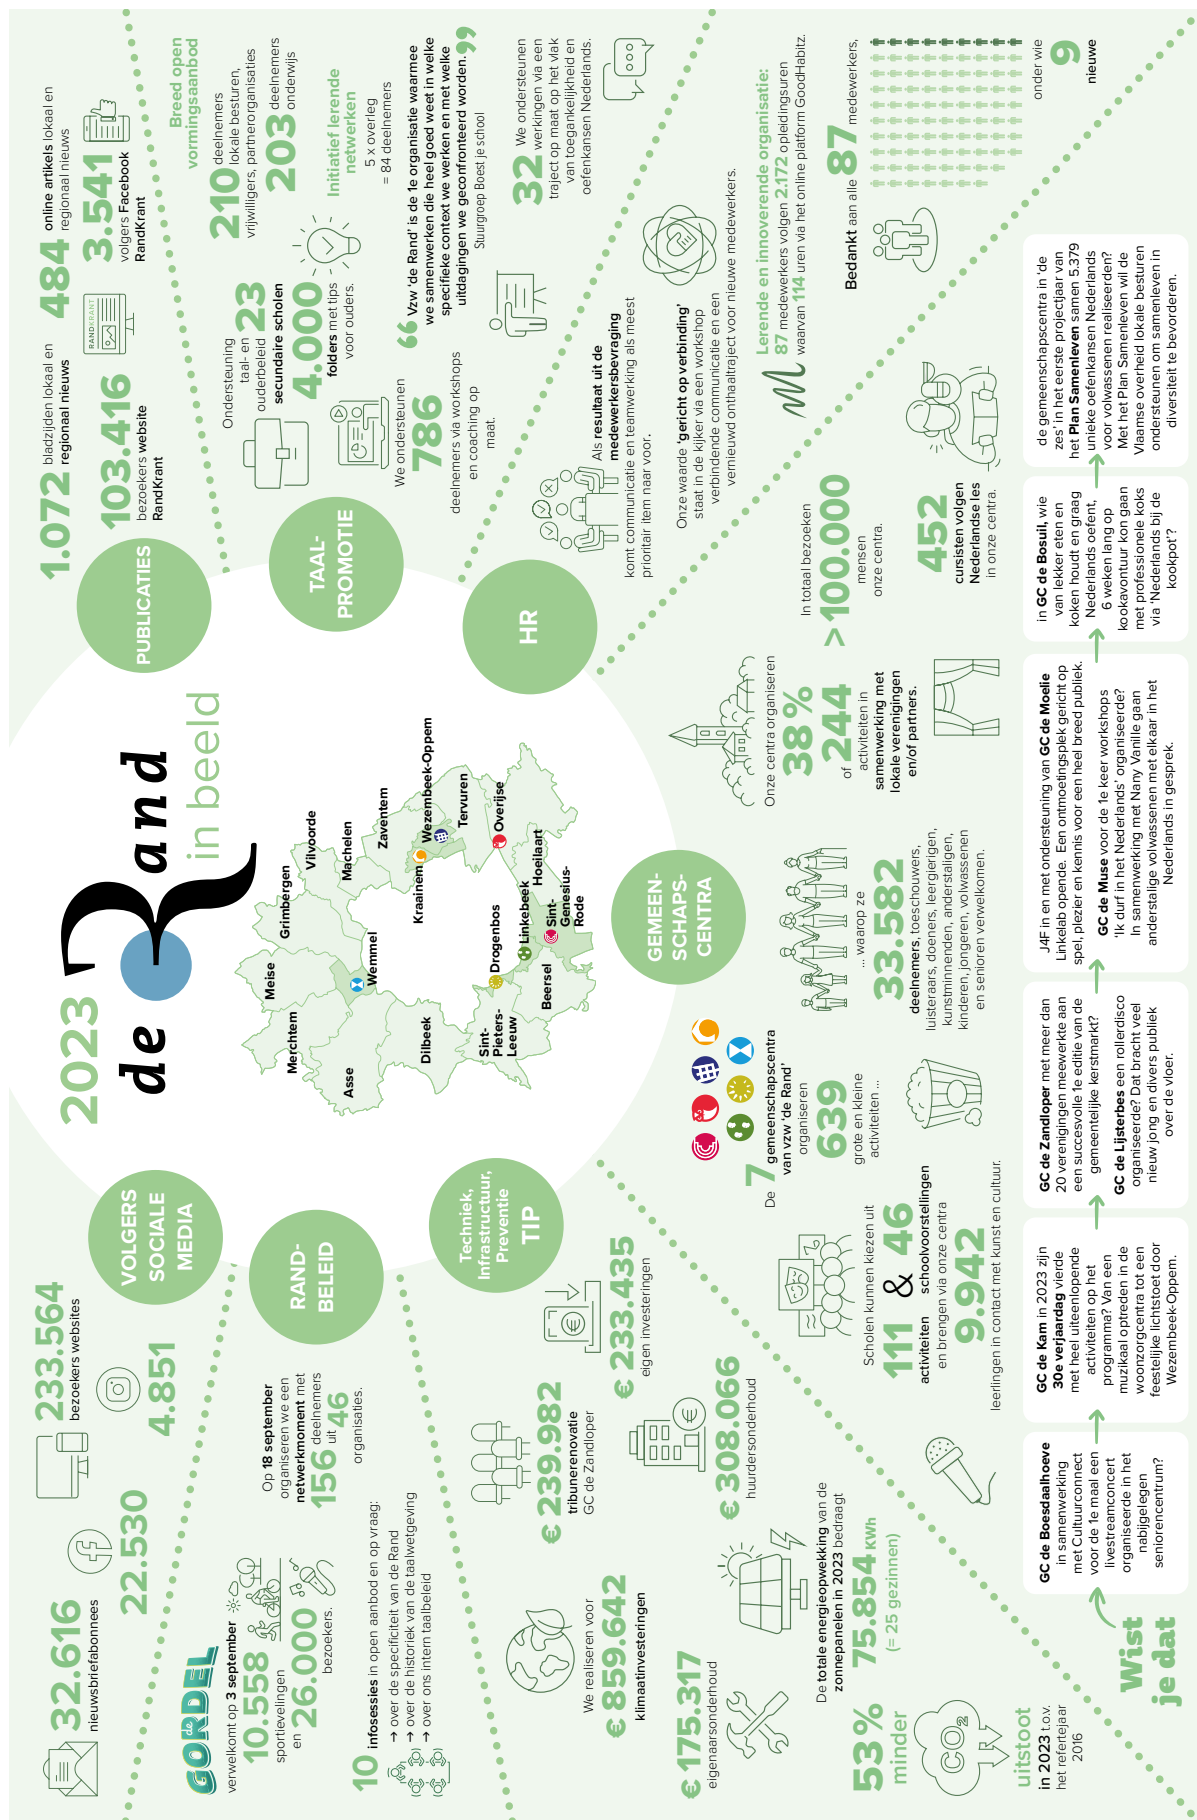 2023
de Rand
in beeld
VOLGERS
SOCIALE
MEDIA
32.616
nieuwsbriefabonnees
22.530
233.564
bezoekers websites
4.851
RAND-
BELEID
de
GORDEL
verwelkomt op 3 september
10.558
sportievelingen
en 26.000
bezoekers.
Op 18 september
organiseren we een
netwerkmoment met
156 deelnemers
uit 46
organisaties.
10 infosessies in open aanbod en op vraag:
→ over de specificiteit van de Rand
→ over de historiek van de taalwetgeving
→ over ons intern taalbeleid
Techniek,
Infrastructuur,
Preventie
TIP
We realiseren voor
€ 859.642
klimaatinvesteringen
€ 239.982
tribunerenovatie
GC de Zandloper
€ 233.435
eigen investeringen
€ 175.317
eigenaarsonderhoud
€ 308.066
huurdersonderhoud
De totale energieopwekking van de
zonnepanelen in 2023 bedraagt
75.854 KWh
(= 25 gezinnen)
53 %
minder
CO2
uitstoot
in 2023 t.o.v.
het referentejaar
2016
Merchtem
Meise
Grimbergen
Vilvoorde
Machelen
Zaventem
Asse
Wemmel
Kraainem
Wezembeek-Oppem
Tervuren
Dilbeek
Overijse
Sint-
Pieters-
Leeuw
Drogenbos
Linkebeek
Hoeilaart
Beersel
Sint-
Genesius-
Rode
PUBLICATIES
1.072 bladzijden lokaal en
regionaal nieuws
484 online artikels lokaal en
regionaal nieuws
103.416
bezoekers website
RandKrant
RANDKRANT
3.541
volgers Facebook
RandKrant
TAAL-
PROMOTIE
Ondersteuning
taal- en
ouderbeleid 23
secundaire scholen
4.000
folders met tips
voor ouders.
Breed open
vormingsaanbod
210 deelnemers
lokale besturen,
vrijwilligers, partnerorganisaties
203 deelnemers
onderwijs
Initiatief lerende
netwerken
5 x overleg
= 84 deelnemers
We ondersteunen
786
deelnemers via workshops
en coaching op
maat.
“ Vzw ‘de Rand’ is de 1e organisatie waarmee
we samenwerken die heel goed weet in welke
specifieke context we werken en met welke
uitdagingen we geconfronteerd worden. ”
Stuurgroep Boest je school
32 We ondersteunen
werkingen via een
traject op maat op het vlak
van toegankelijkheid en
oefenkansen Nederlands.
HR
Als resultaat uit de
medewerkersbevraging
komt communicatie en teamwerking als meest
prioritair item naar voor.
Onze waarde ‘gericht op verbinding’
staat in de kijker via een workshop
verbindende communicatie en een
vernieuwd onthaaltraject voor nieuwe medewerkers.
Lerende en innoverende organisatie:
87 medewerkers volgen 2.172 opleidingsuren
waarvan 114 uren via het online platform GoodHabitz.
Bedankt aan alle 87 medewerkers,
onder wie
9
nieuwe
GEMEEN-
SCHAPS-
CENTRA
De 7 gemeenschapscentra
van vzw ‘de Rand’
organiseren
639
grote en kleine
activiteiten ...
... waarop ze
33.582
deelnemers, toeschouwers,
luisteraars, doeners, leergierigen,
kunstminnenden, anderstaligen,
kinderen, jongeren, volwassenen
en senioren verwelkomen.
Onze centra organiseren
38 %
of 244
activiteiten in
samenwerking met
lokale verenigingen
en/of partners.
In totaal bezoeken
>100.000
mensen
onze centra.
452
cursisten volgen
Nederlandse les
in onze centra.
Scholen kunnen kiezen uit
111 & 46
activiteiten schoolvoorstellingen
en brengen via onze centra
9.942
leerlingen in contact met kunst en cultuur.
Wist
je dat
GC de Boesdaalhoeve
in samenwerking
met Cultuurconnect
voor de 1e maal een
livestreamconcert
organiseerde in het
nabijgelegen
seniorencentrum?
GC de Kam in 2023 zijn
30e verjaardag vierde
met heel uiteenlopende
activiteiten op het
programma? Van een
muzikaal optreden in de
woonzorgcentra tot een
feestelijke lichtstoet door
Wezembeek-Oppem.
GC de Zandloper met meer dan
20 verenigingen meewerkte aan
een succesvolle 1e editie van de
gemeentelijke kerstmarkt?
GC de Lijsterbes een rollerdisco
organiseerde? Dat bracht veel
nieuw jong en divers publiek
over de vloer.
J4F in en met ondersteuning van GC de Moelie
Linkelab opende. Een ontmoetingsplek gericht op
spel, plezier en kennis voor een heel breed publiek.
GC de Muse voor de 1e keer workshops
‘Ik durf in het Nederlands’ organiseerde?
In samenwerking met Nany Vanille gaan
anderstalige volwassenen met elkaar in het
Nederlands in gesprek.
in GC de Bosuil, wie
van lekker eten en
koken houdt en graag
Nederlands oefent,
6 weken lang op
kookavontuur kon gaan
met professionele koks
via ‘Nederlands bij de
kookpot’?
de gemeenschapscentra in ‘de
zes’ in het eerste projectjaar van
het Plan Samenleven samen 5.379
unieke oefenkansen Nederlands
voor volwassenen realiseerden?
Met het Plan Samenleven wil de
Vlaamse overheid lokale besturen
ondersteunen om samenleven in
diversiteit te bevorderen.